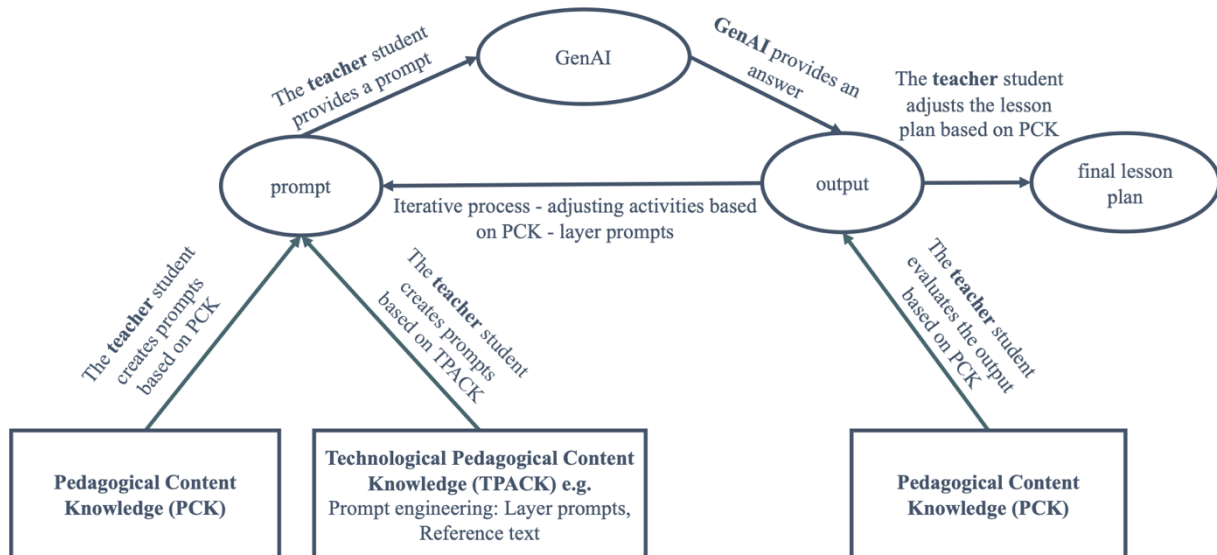 GenAI
The teacher student
provides a prompt
GenAI provides an
answer
The teacher student
adjusts the lesson
plan based on PCK
prompt
output
final lesson
plan
Iterative process - adjusting activities based
on PCK - layer prompts
The teacher student
creates prompts
based on PCK
The teacher student
creates prompts
based on TPACK
The teacher student
evaluates the output
based on PCK
Pedagogical Content
Knowledge (PCK)
Technological Pedagogical Content
Knowledge (TPACK) e.g.
Prompt engineering: Layer prompts,
Reference text
Pedagogical Content
Knowledge (PCK)